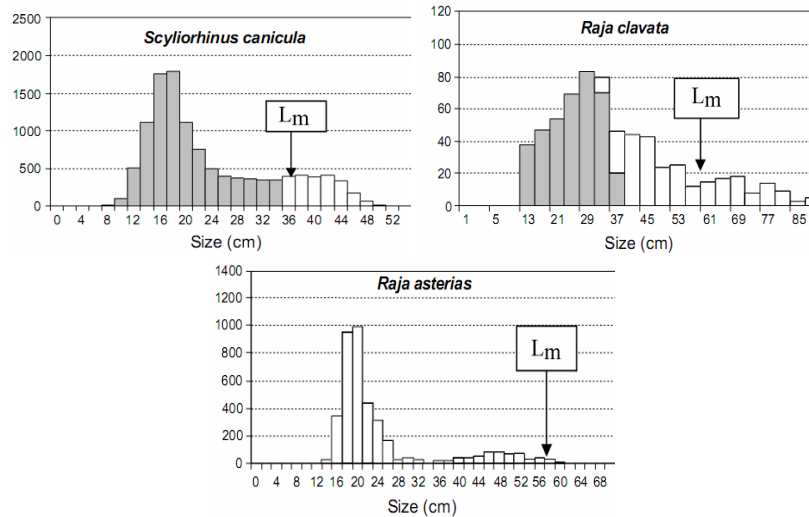 Scyliorhinus canicula
2500
2000
1500
1000
500
0
Lm
0 4 8 12 16 20 24 28 32 36 40 44 48 52
Size (cm)
Raja clavata
120
100
80
60
40
20
0
Lm
1 5 13 21 29 37 45 53 61 69 77 85
Size (cm)
Raja asterias
1400
1200
1000
800
600
400
200
0
Lm
0 4 8 12 16 20 24 28 32 36 40 44 48 52 56 60 64 68
Size (cm)